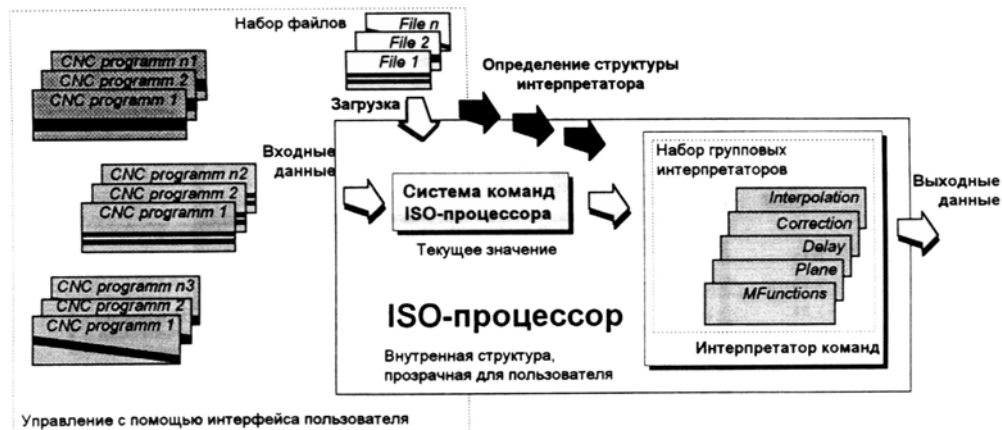 Набор файлов
File n
File 2
File 1
CNC programm n1
CNC programm 2
CNC programm 1
Определение структуры
интерпретатора
Загрузка
Входные
данные
CNC programm n2
CNC programm 2
CNC programm 1
Система команд
ISO-процессора
Текущее значение
Набор групповых
интерпретаторов
Interpolation
Correction
Delay
Plane
MFunctions
Выходные
данные
CNC programm n3
CNC programm 2
CNC programm 1
ISO-процессор
Внутренная структура,
прозрачная для пользователя
Интерпретатор команд
Управление с помощью интерфейса пользователя